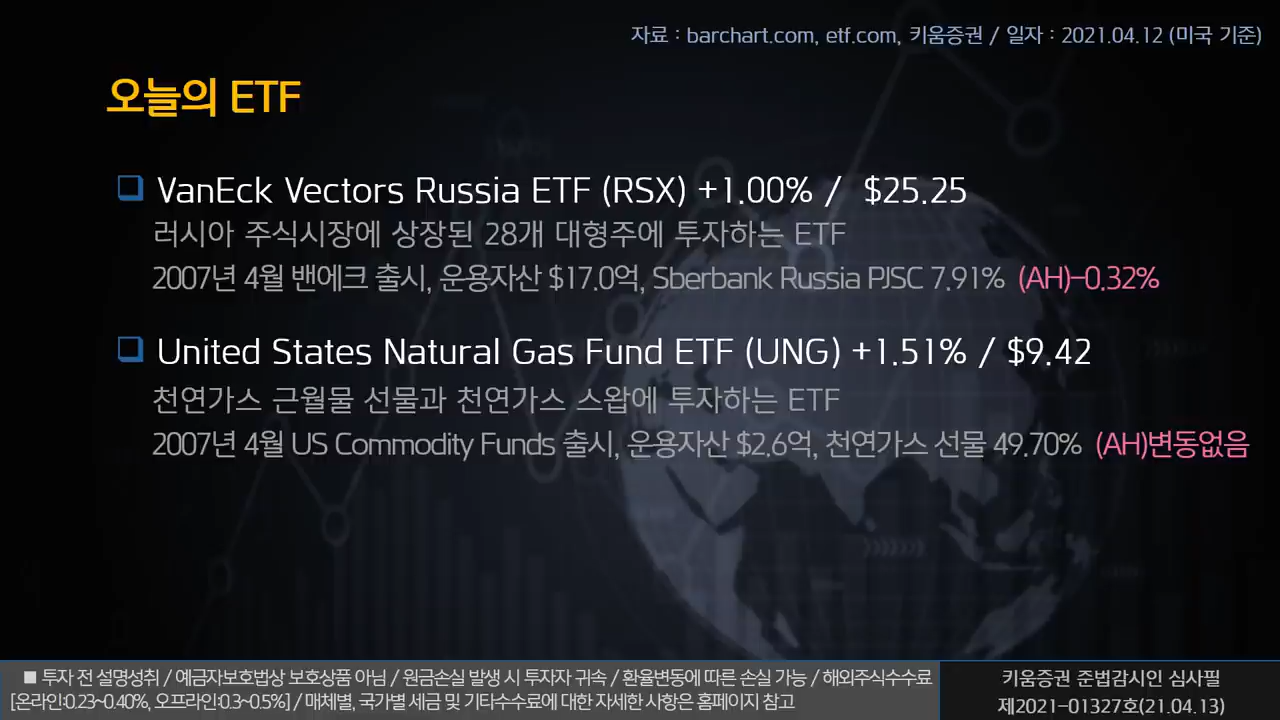 자료 : barchart.com, etf.com, 키움증권 / 일자 : 2021.04.12 (미국 기준)
오늘의 ETF
❑ VanEck Vectors Russia ETF (RSX) +1.00% / $25.25
러시아 주식시장에 상장된 28개 대형주에 투자하는 ETF
2007년 4월 밴에크 출시, 운용자산 $17.0억, Sberbank Russia PJSC 7.91% (AH)-0.32%
❑ United States Natural Gas Fund ETF (UNG) +1.51% / $9.42
천연가스 근월물 선물과 천연가스 스왑에 투자하는 ETF
2007년 4월 US Commodity Funds 출시, 운용자산 $2.6억, 천연가스 선물 49.70% (AH)변동없음
■ 투자 전 설명성취 / 예금자보호법상 보호상품 아님 / 원금손실 발생 시 투자자 귀속 / 환율변동에 따른 손실 가능 / 해외주식수수료
[온라인:0.23~0.40%, 오프라인:0.3~0.5%] / 매체별, 국가별 세금 및 기타수수료에 대한 자세한 사항은 홈페이지 참고
키움증권 준법감시인 심사필
제2021-01327호(21.04.13)